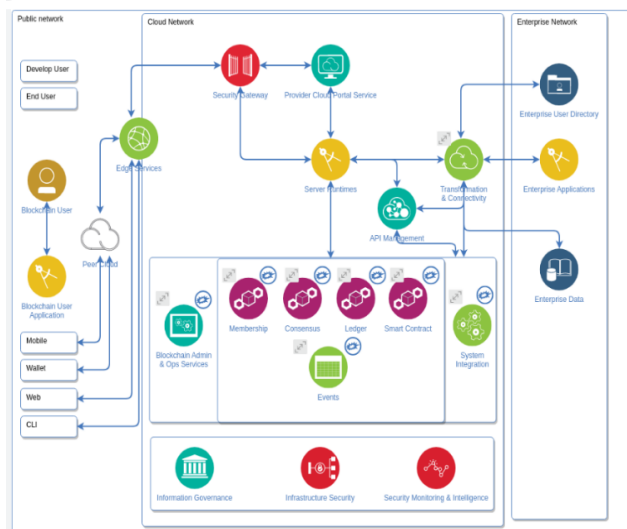 Public network
Cloud Network
Enterprise Network
Develop User
End User
Security Gateway
Provider Cloud Portal Service
Enterprise User Directory
Edge Services
Server Runtimes
Transformation
& Connectivity
Enterprise Applications
Blockchain User
Peer Cloud
API Management
Blockchain User
Application
Enterprise Data
Membership
Consensus
Ledger
Smart Contract
Blockchain Admin
& Ops Services
System
Integration
Events
Mobile
Wallet
Web
CLI
Information Governance
Infrastructure Security
Security Monitoring & Intelligence